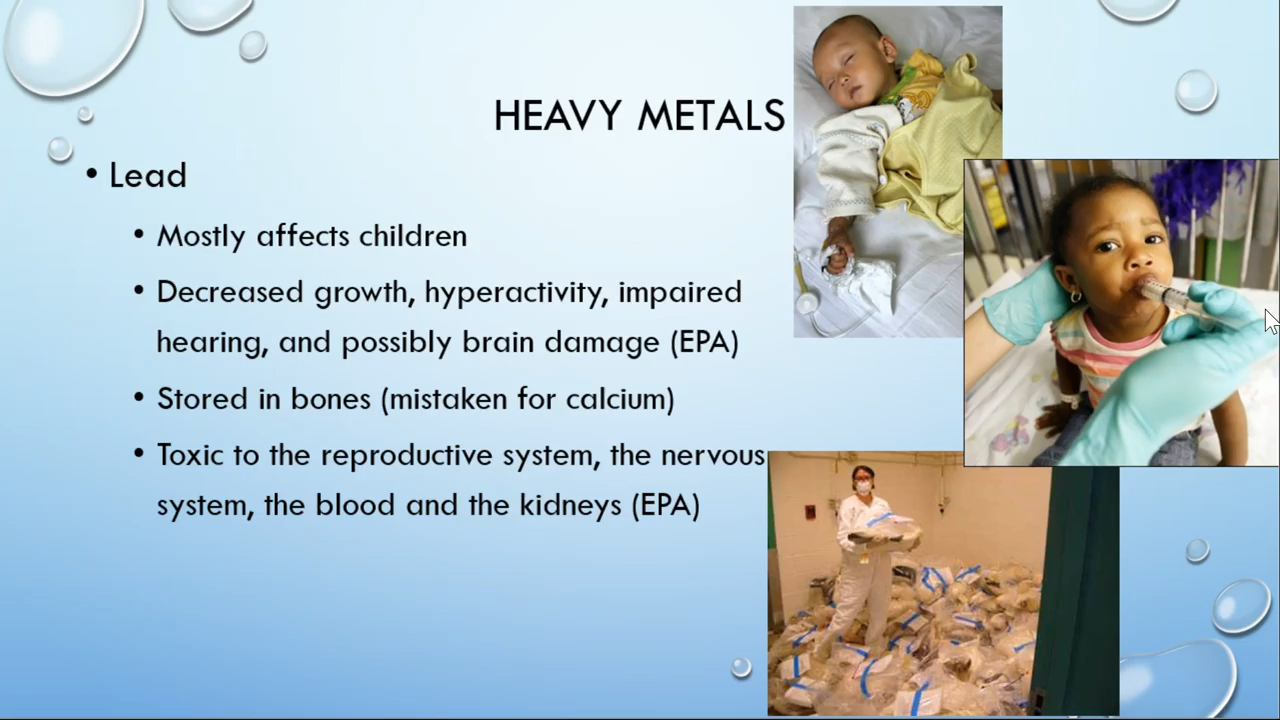 HEAVY METALS
• Lead
• Mostly affects children
• Decreased growth, hyperactivity, impaired
hearing, and possibly brain damage (EPA)
• Stored in bones (mistaken for calcium)
• Toxic to the reproductive system, the nervous
system, the blood and the kidneys (EPA)